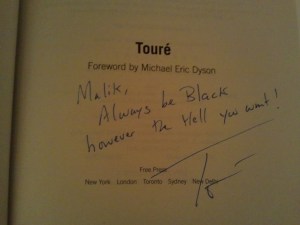 Touré
Foreword by Michael Eric Dyson
Malik,
Always be Black
however the Hell you want!
Free Press
New York London Toronto Sydney New Delhi